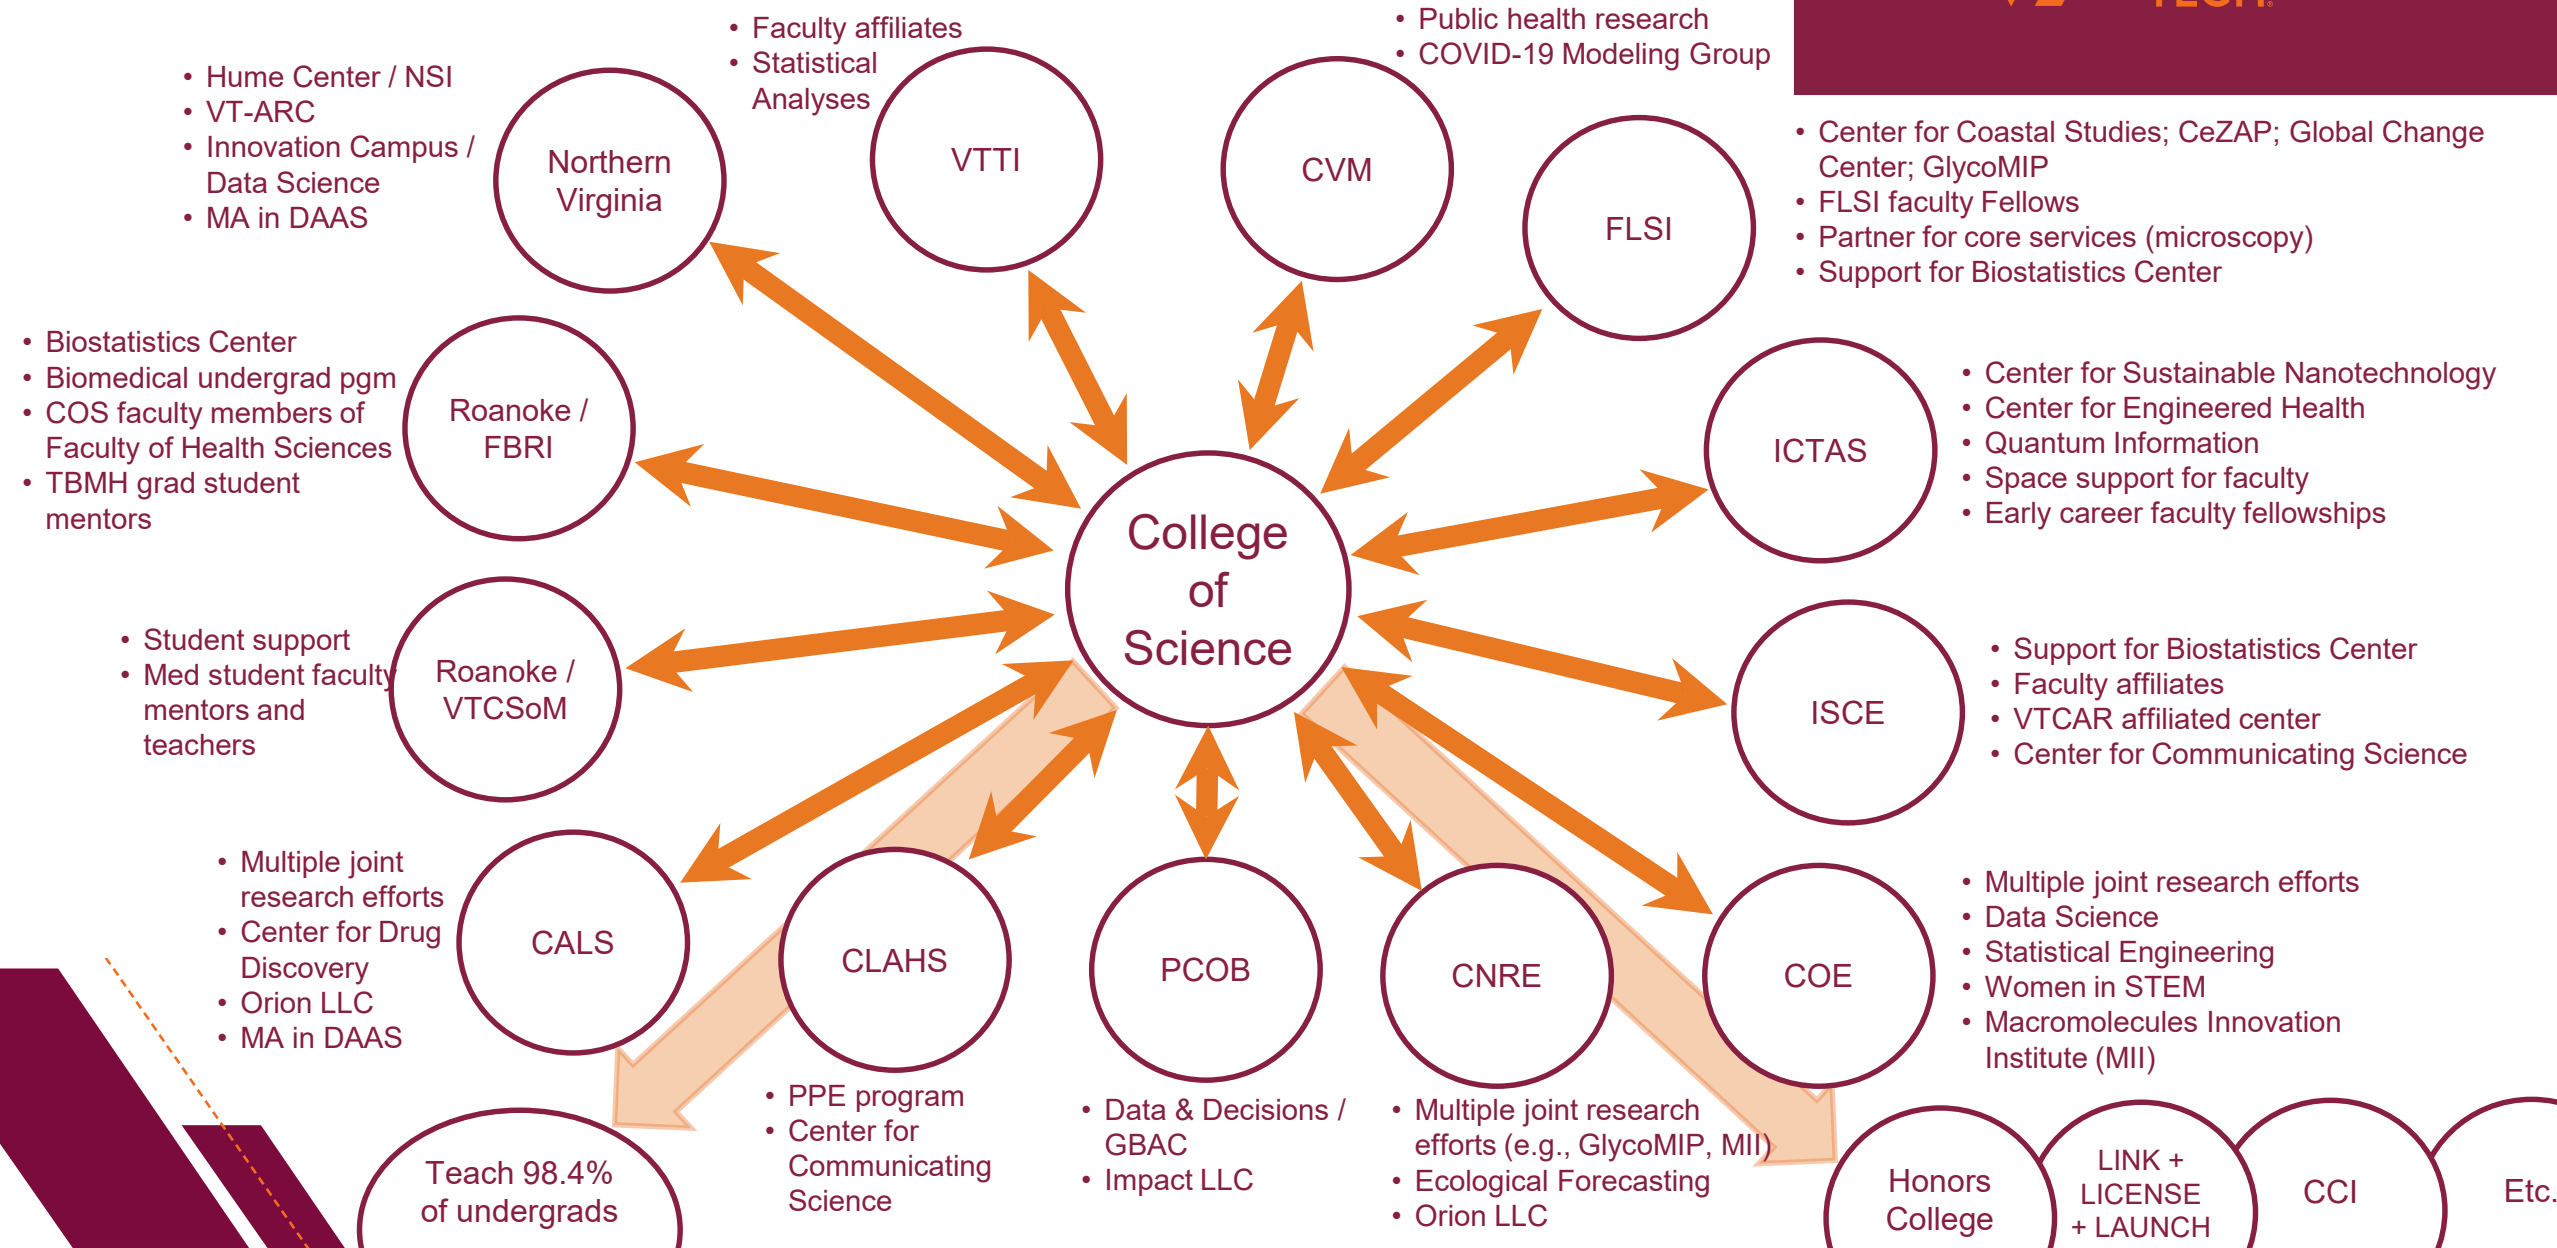 • Faculty affiliates
• Statistical
Analyses
• Public health research
• COVID-19 Modeling Group
TECH®
• Hume Center / NSI
• VT-ARC
• Innovation Campus /
Data Science
• MA in DAAS
Northern
Virginia
VTTI
CVM
FLSI
• Center for Coastal Studies; CeZAP; Global Change
Center; GlycoMIP
• FLSI faculty Fellows
• Partner for core services (microscopy)
• Support for Biostatistics Center
• Biostatistics Center
• Biomedical undergrad pgm
• COS faculty members of
Faculty of Health Sciences
• TBMH grad student
mentors
Roanoke /
FBRI
ICTAS
• Center for Sustainable Nanotechnology
• Center for Engineered Health
• Quantum Information
• Space support for faculty
• Early career faculty fellowships
College
of
Science
• Student support
• Med student faculty
mentors and
teachers
Roanoke /
VTCSoM
ISCE
• Support for Biostatistics Center
• Faculty affiliates
• VTCAR affiliated center
• Center for Communicating Science
• Multiple joint
research efforts
• Center for Drug
Discovery
• Orion LLC
• MA in DAAS
CALS
CLAHS
PCOB
CNRE
COE
• Multiple joint research efforts
• Data Science
• Statistical Engineering
• Women in STEM
• Macromolecules Innovation
Institute (MII)
• PPE program
• Center for
Communicating
Science
• Data & Decisions /
GBAC
• Impact LLC
• Multiple joint research
efforts (e.g., GlycoMIP, MII)
• Ecological Forecasting
• Orion LLC
Teach 98.4%
of undergrads
Honors
College
LINK +
LICENSE
+ LAUNCH
CCI
Etc.